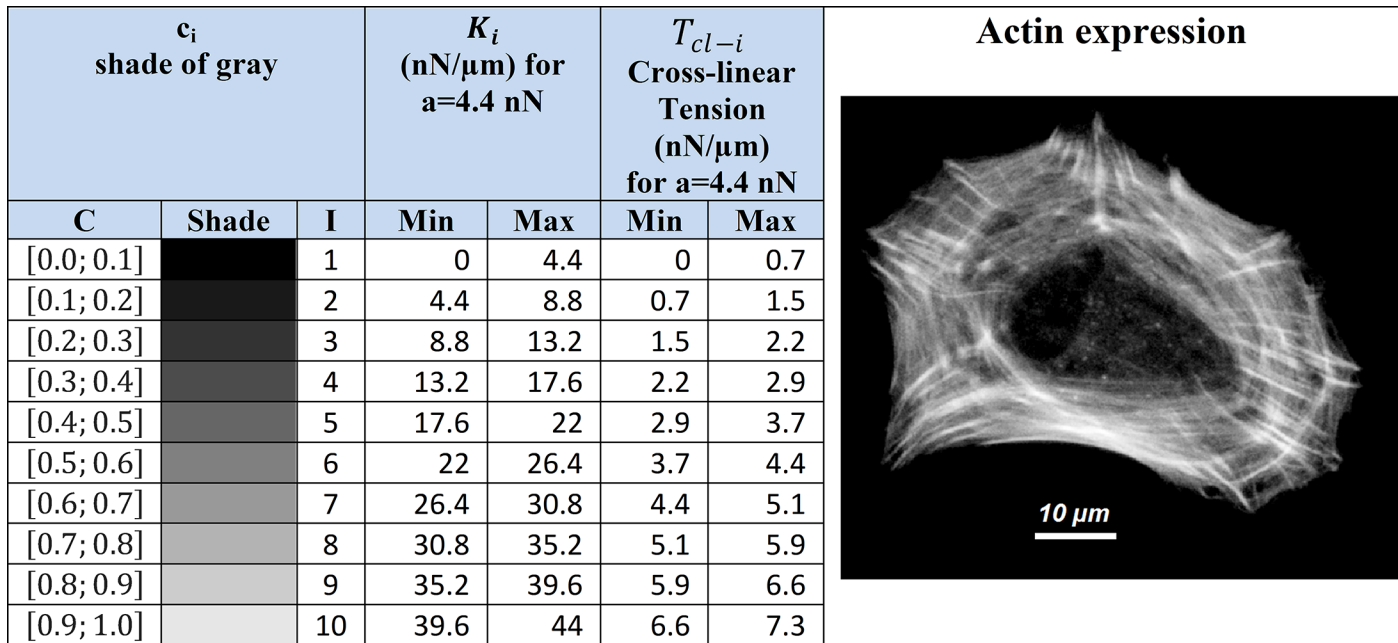 cᵢ
shade of gray
Kᵢ
(nN/µm) for
a=4.4 nN
T_cl−i
Cross-linear
Tension
(nN/µm)
for a=4.4 nN
C Shade I Min Max Min Max
[0.0; 0.1] 1 0 4.4 0 0.7
[0.1; 0.2] 2 4.4 8.8 0.7 1.5
[0.2; 0.3] 3 8.8 13.2 1.5 2.2
[0.3; 0.4] 4 13.2 17.6 2.2 2.9
[0.4; 0.5] 5 17.6 22 2.9 3.7
[0.5; 0.6] 6 22 26.4 3.7 4.4
[0.6; 0.7] 7 26.4 30.8 4.4 5.1
[0.7; 0.8] 8 30.8 35.2 5.1 5.9
[0.8; 0.9] 9 35.2 39.6 5.9 6.6
[0.9; 1.0] 10 39.6 44 6.6 7.3
Actin expression
10 µm